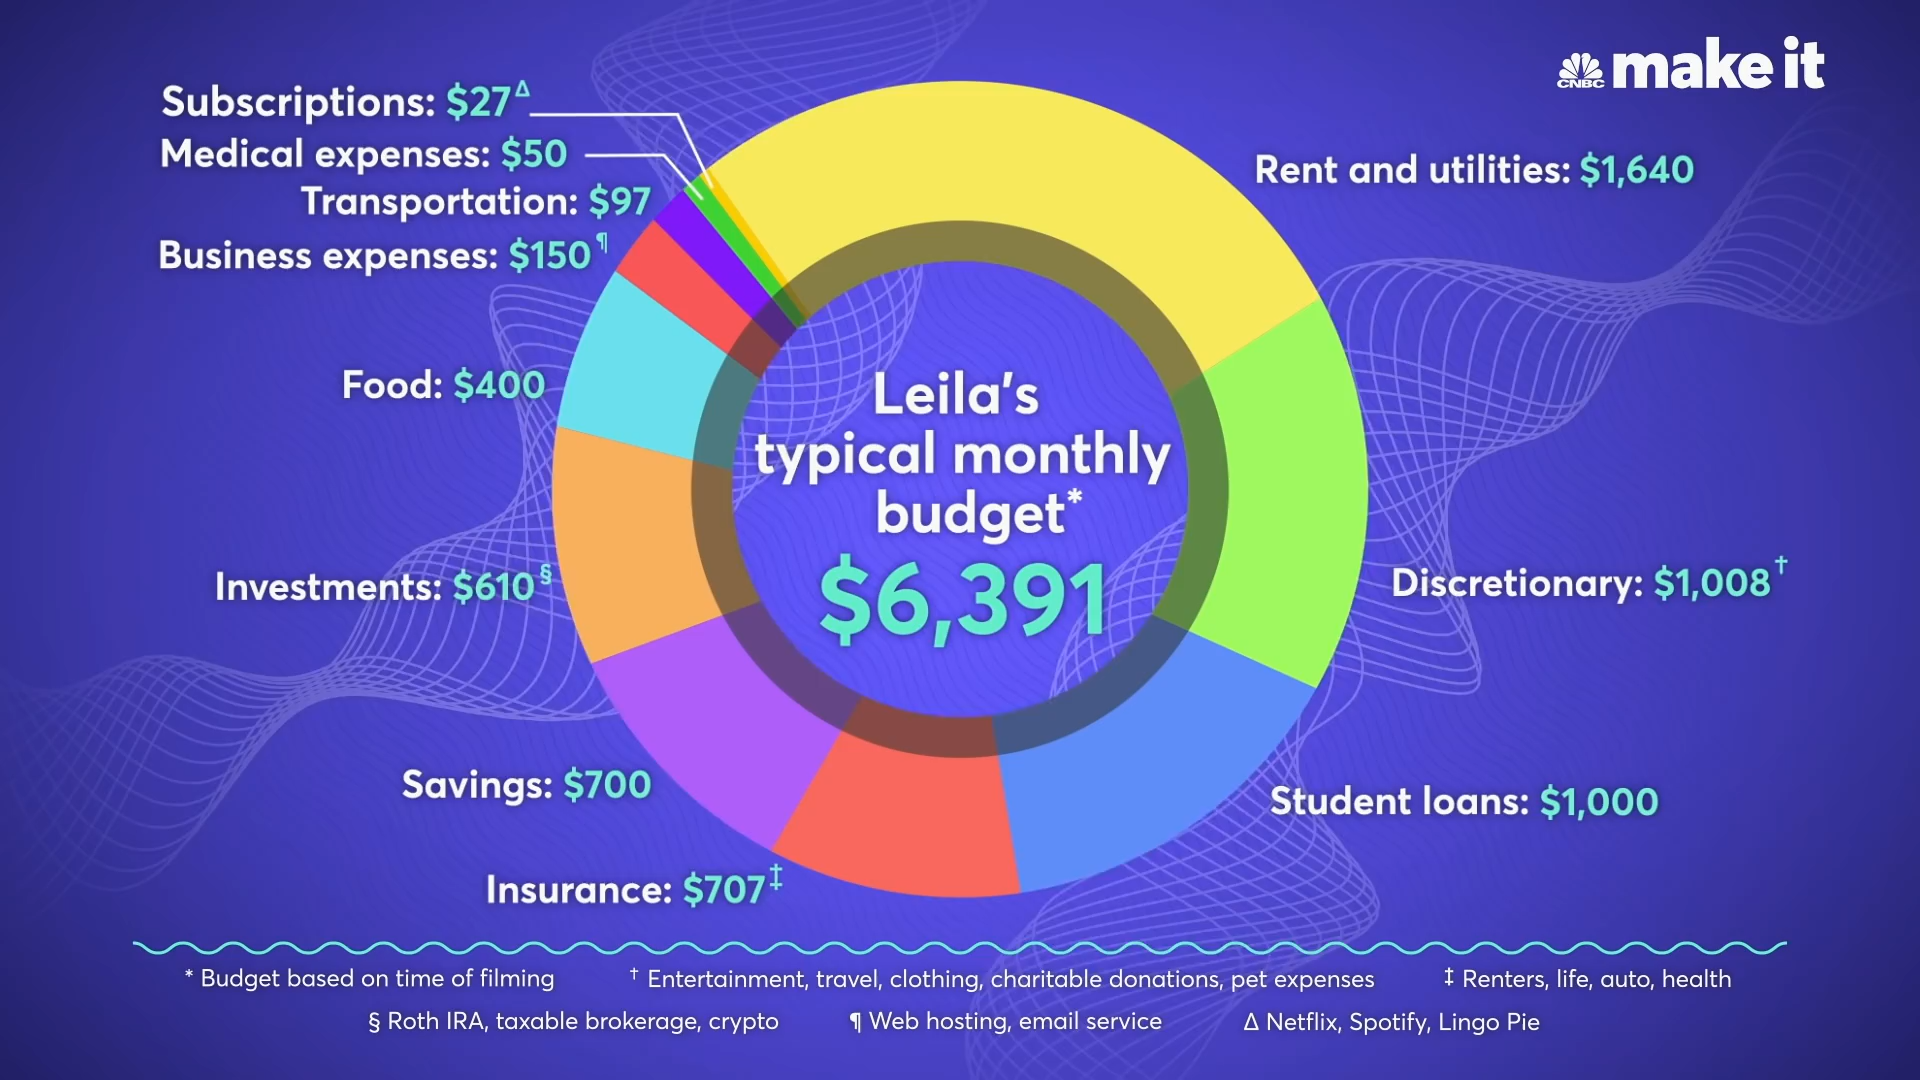 CNBC make it
Subscriptions: $27Δ
Medical expenses: $50
Transportation: $97
Business expenses: $150¶
Food: $400
Investments: $610§
Savings: $700
Insurance: $707‡
Rent and utilities: $1,640
Discretionary: $1,008†
Student loans: $1,000
Leila's
typical monthly
budget*
$6,391
* Budget based on time of filming † Entertainment, travel, clothing, charitable donations, pet expenses ‡ Renters, life, auto, health
§ Roth IRA, taxable brokerage, crypto ¶ Web hosting, email service Δ Netflix, Spotify, Lingo Pie